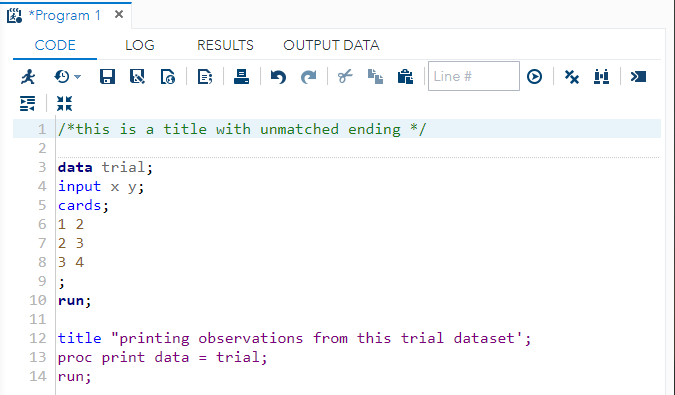 *Program 1 ×
CODE LOG RESULTS OUTPUT DATA
Line #
1 /*this is a title with unmatched ending */
2
3 data trial;
4 input x y;
5 cards;
6 1 2
7 2 3
8 3 4
9 ;
10 run;
11
12 title "printing observations from this trial dataset';
13 proc print data = trial;
14 run;